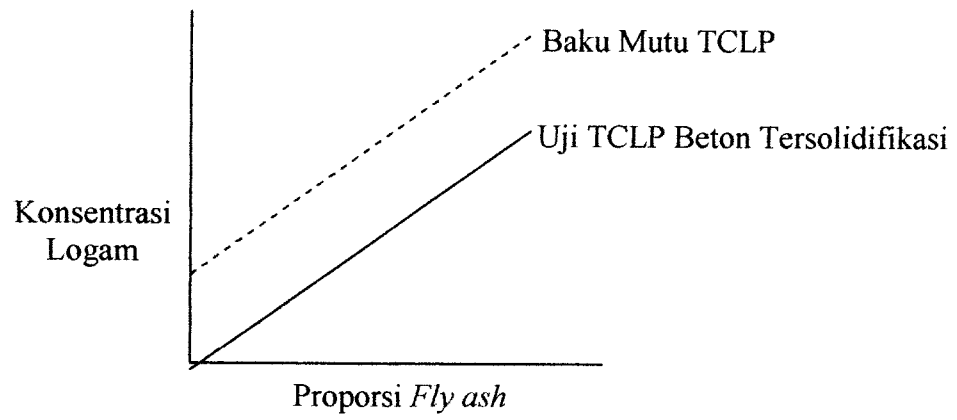 Baku Mutu TCLP
Uji TCLP Beton Tersolidifikasi
Konsentrasi
Logam
Proporsi Fly ash